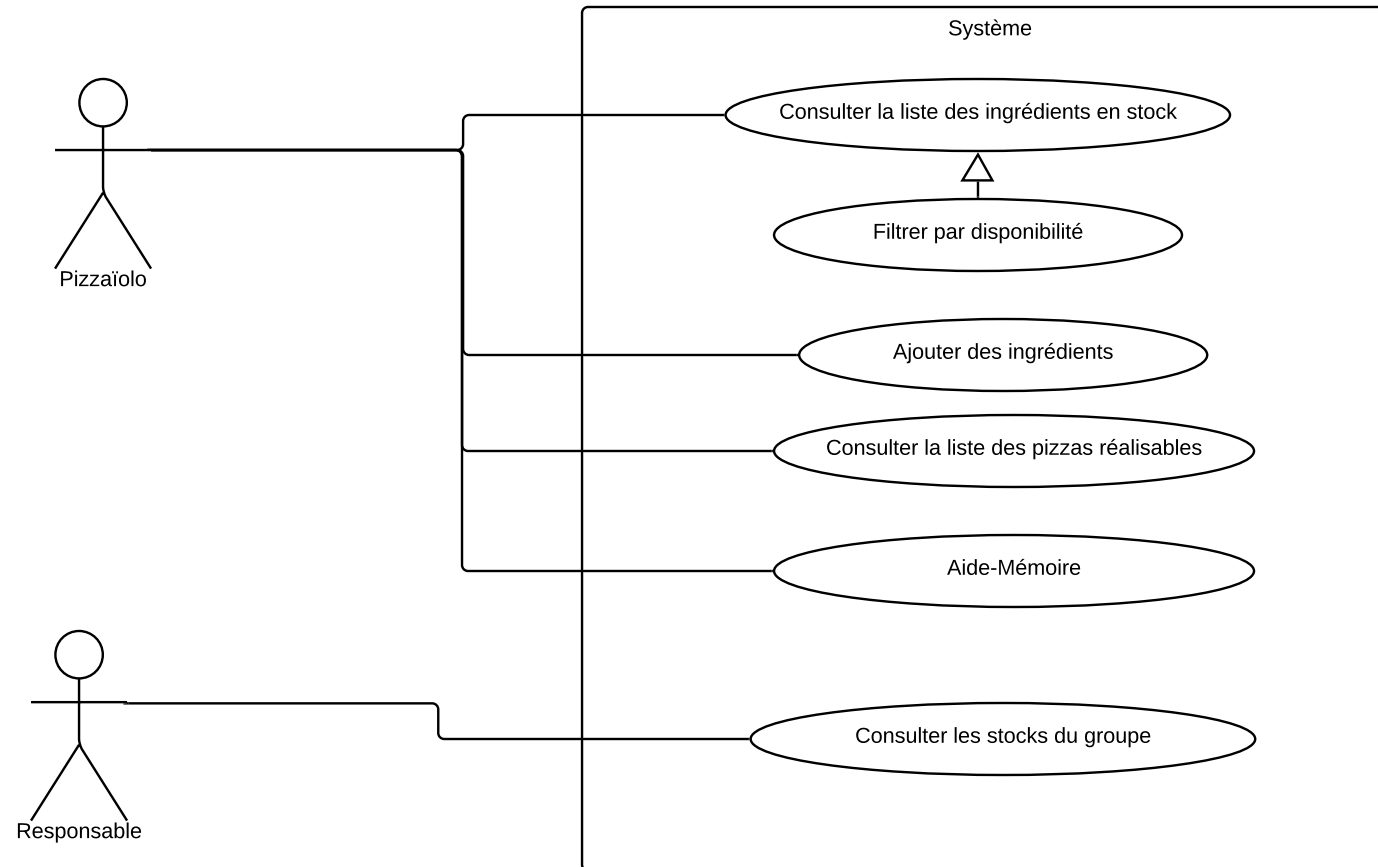 Système
Consulter la liste des ingrédients en stock
Filtrer par disponibilité
Pizzaïolo
Ajouter des ingrédients
Consulter la liste des pizzas réalisables
Aide-Mémoire
Consulter les stocks du groupe
Responsable